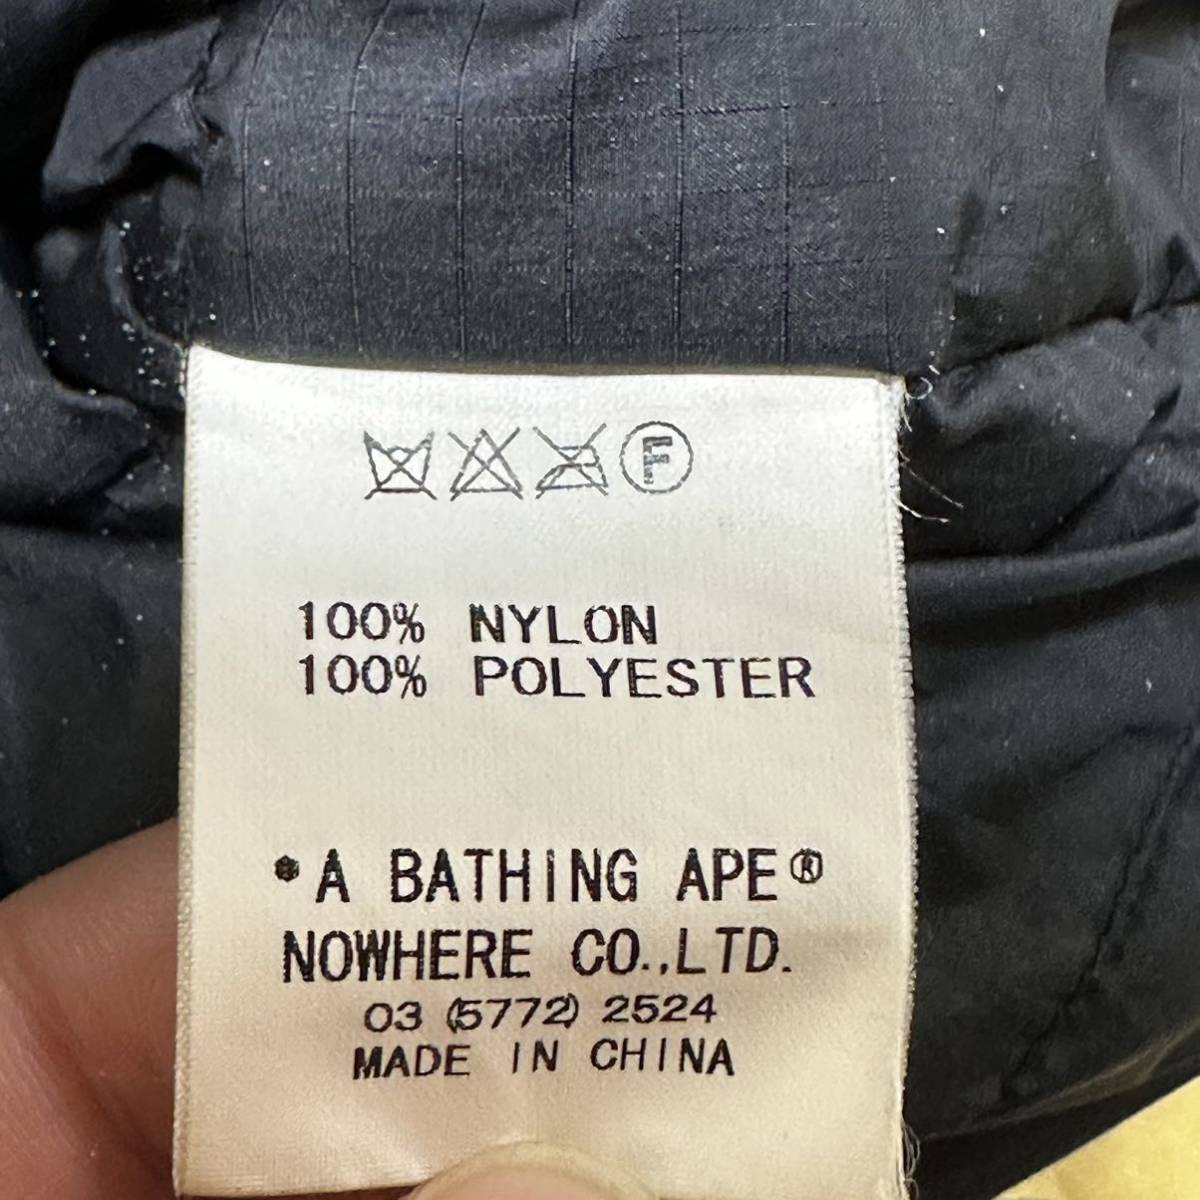 F
100% NYLON
100% POLYESTER
*A BATHING APE®
NOWHERE CO.,LTD.
03 (5772) 2524
MADE IN CHINA